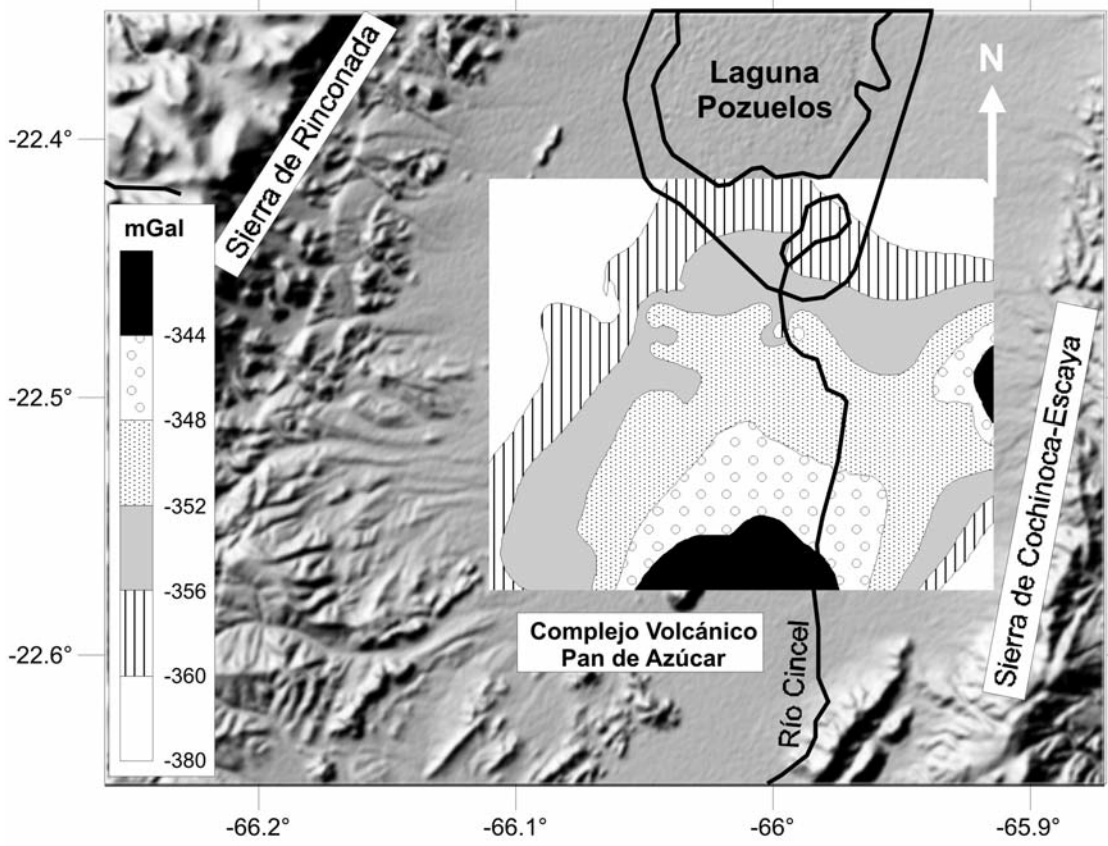 Laguna
Pozuelos
N
Sierra de Rinconada
-22.4°
mGal
-344
-348
-352
-356
-360
-380
-22.5°
Sierra de Cochinoca-Escaya
Complejo Volcánico
Pan de Azúcar
-22.6°
Río Cincel
-66.2°
-66.1°
-66°
-65.9°